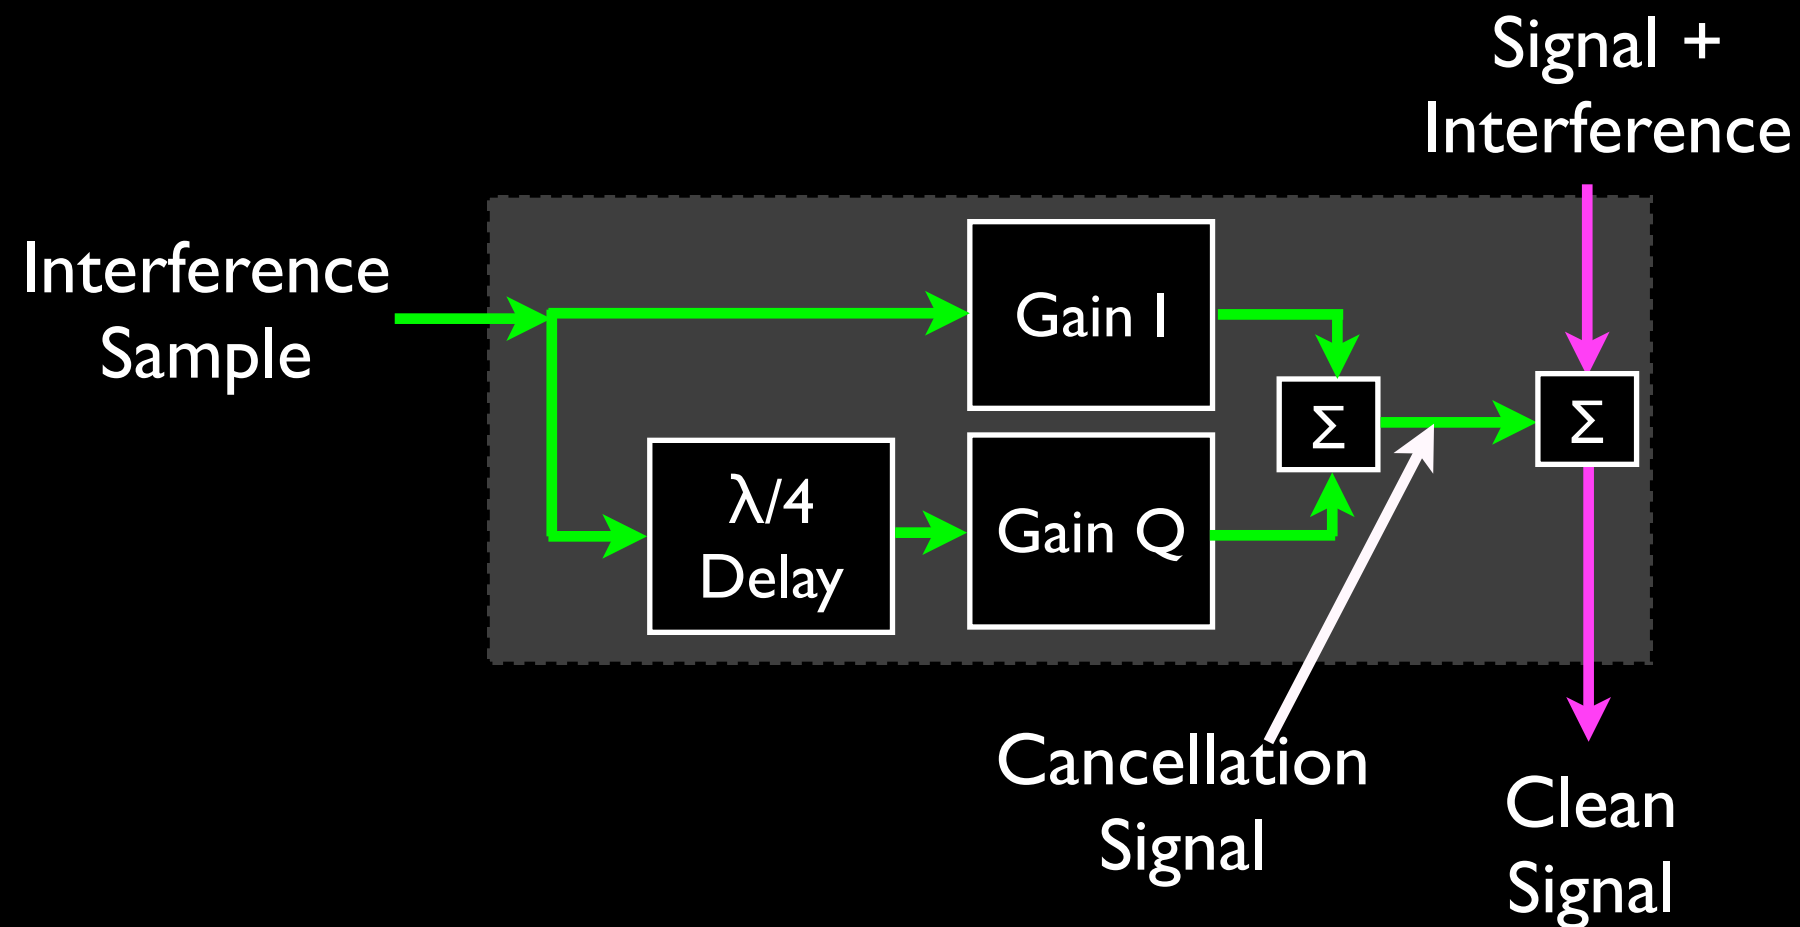 Signal +
Interference
Interference
Sample
Gain I
Σ
Σ
λ/4
Delay
Gain Q
Cancellation
Signal
Clean
Signal